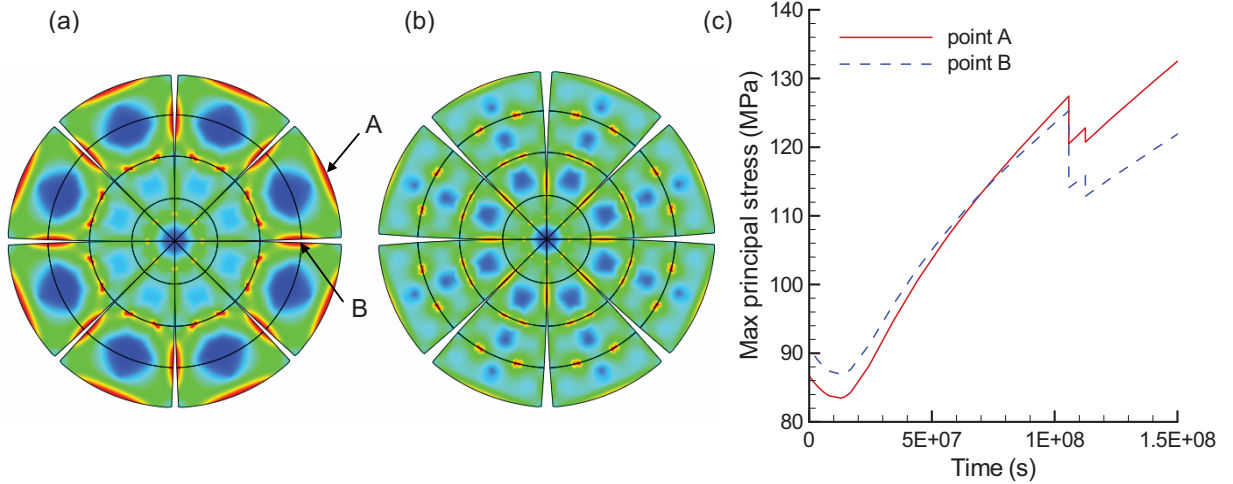 (a)
(b)
(c)
A
B
Max principal stress (MPa)
140
130
120
110
100
90
80
point A
point B
0
5E+07
1E+08
1.5E+08
Time (s)